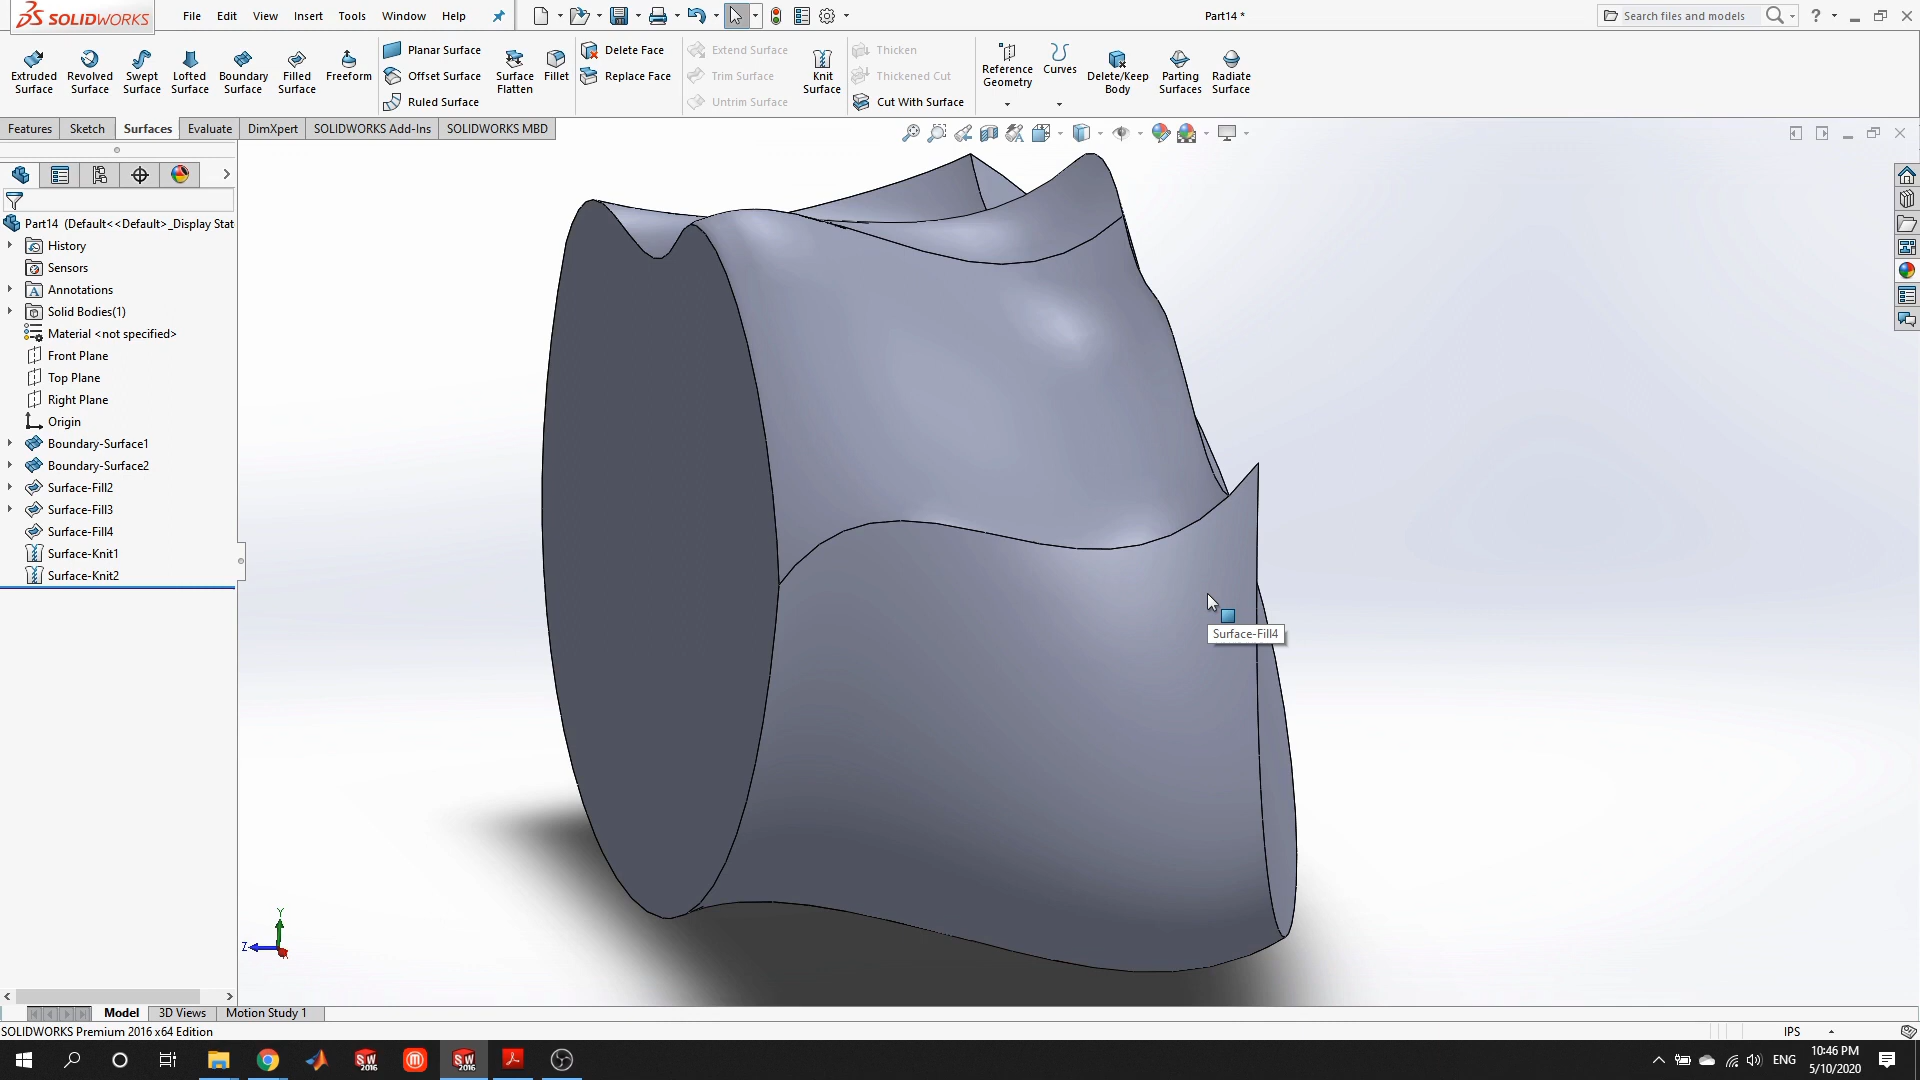 SOLIDWORKS
File Edit View Insert Tools Window Help
Part14 *
Search files and models
?
Extruded Surface
Revolved Surface
Swept Surface
Lofted Surface
Boundary Surface
Filled Surface
Freeform
Planar Surface
Offset Surface
Ruled Surface
Surface Flatten
Fillet
Delete Face
Replace Face
Extend Surface
Trim Surface
Untrim Surface
Knit Surface
Thicken
Thickened Cut
Cut With Surface
Reference Geometry
Curves
Delete/Keep Body
Parting Surfaces
Radiate Surface
Features Sketch Surfaces Evaluate DimXpert SOLIDWORKS Add-Ins SOLIDWORKS MBD
Part14 (Default<<Default>_Display Stat
History
Sensors
Annotations
Solid Bodies(1)
Material <not specified>
Front Plane
Top Plane
Right Plane
Origin
Boundary-Surface1
Boundary-Surface2
Surface-Fill2
Surface-Fill3
Surface-Fill4
Surface-Knit1
Surface-Knit2
Surface-Fill4
Y
Z
Model 3D Views Motion Study 1
SOLIDWORKS Premium 2016 x64 Edition
IPS
SW 2016
SW 2016
ENG
10:46 PM
5/10/2020